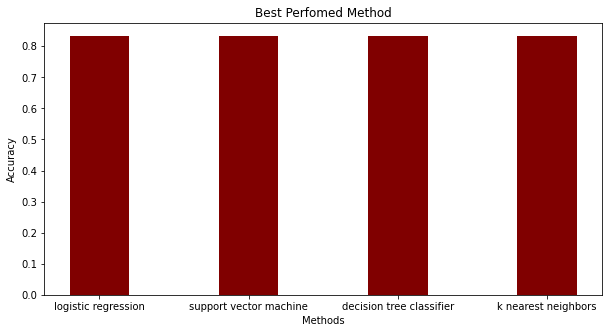 Best Perfomed Method
Accuracy
0.8
0.7
0.6
0.5
0.4
0.3
0.2
0.1
0.0
logistic regression support vector machine decision tree classifier k nearest neighbors
Methods